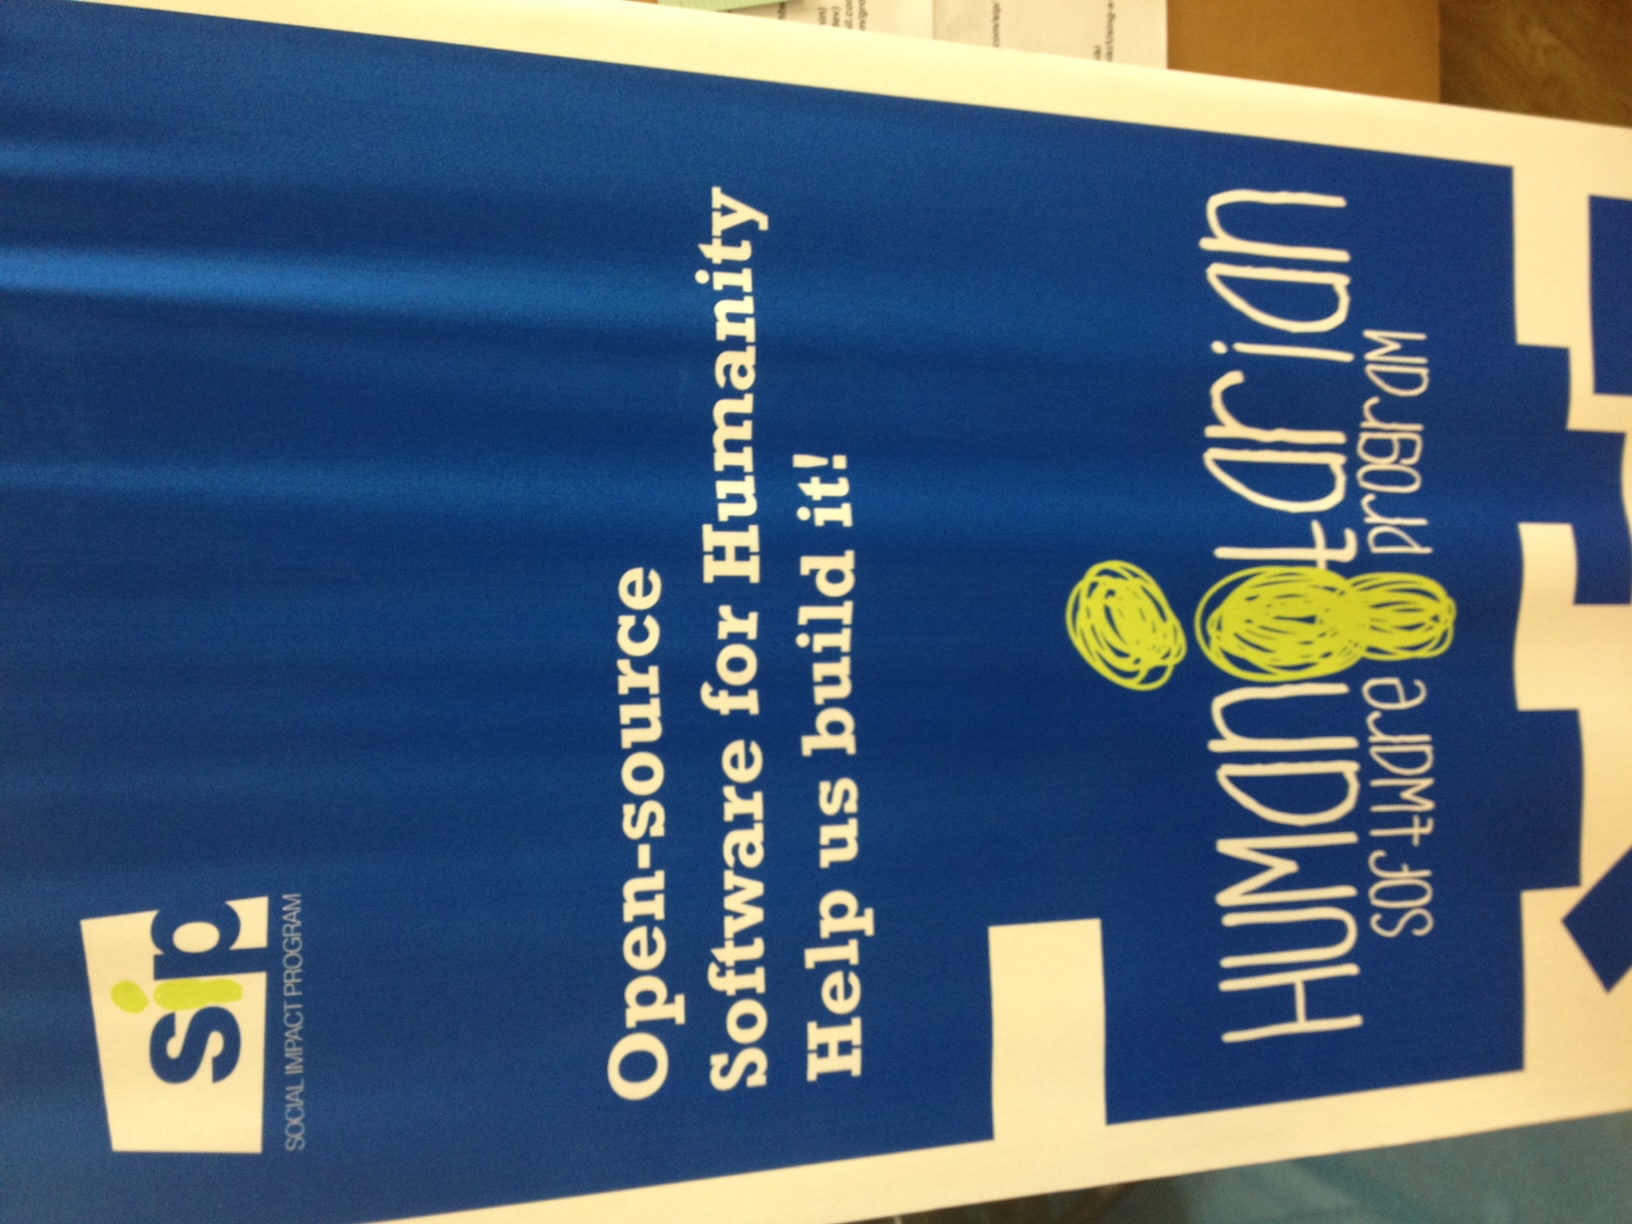 sip
SOCIAL IMPACT PROGRAM
Open-source
Software for Humanity
Help us build it!
HUManitarian
software program